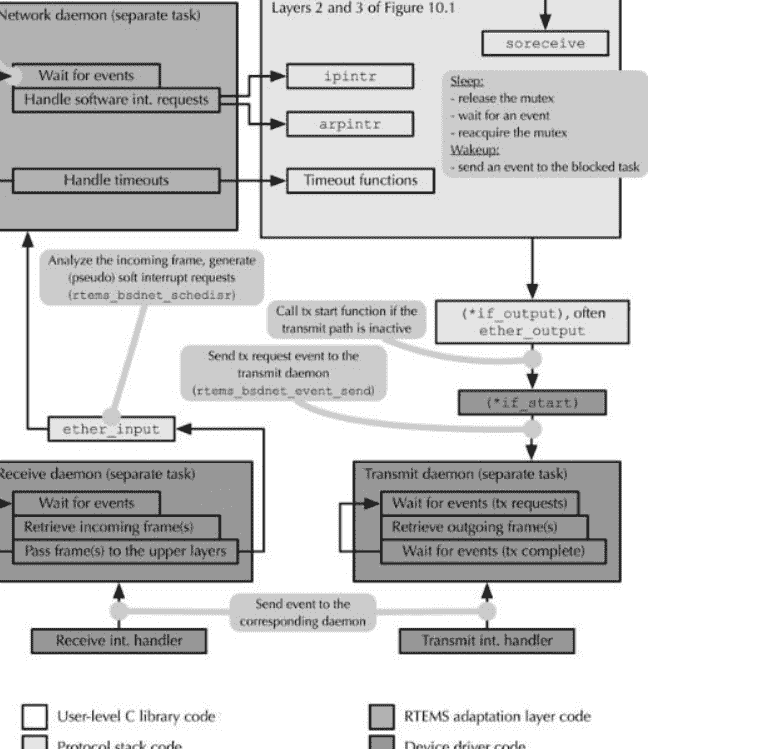 Network daemon (separate task)
Layers 2 and 3 of Figure 10.1
soreceive
Wait for events
Handle software int. requests
ipintr
arpintr
Sleep:
- release the mutex
- wait for an event
- reacquire the mutex
Wakeup:
- send an event to the blocked task
Handle timeouts
Timeout functions
Analyze the incoming frame, generate
(pseudo) soft interrupt requests
(rtems_bsdnet_schedisr)
Call tx start function if the
transmit path is inactive
(*if_output), often
ether_output
Send tx request event to the
transmit daemon
(rtems_bsdnet_event_send)
(*if_start)
ether_input
Receive daemon (separate task)
Wait for events
Retrieve incoming frame(s)
Pass frame(s) to the upper layers
Transmit daemon (separate task)
Wait for events (tx requests)
Retrieve outgoing frame(s)
Wait for events (tx complete)
Send event to the
corresponding daemon
Receive int. handler
Transmit int. handler
User-level C library code
RTEMS adaptation layer code
Protocol stack code
Device driver code